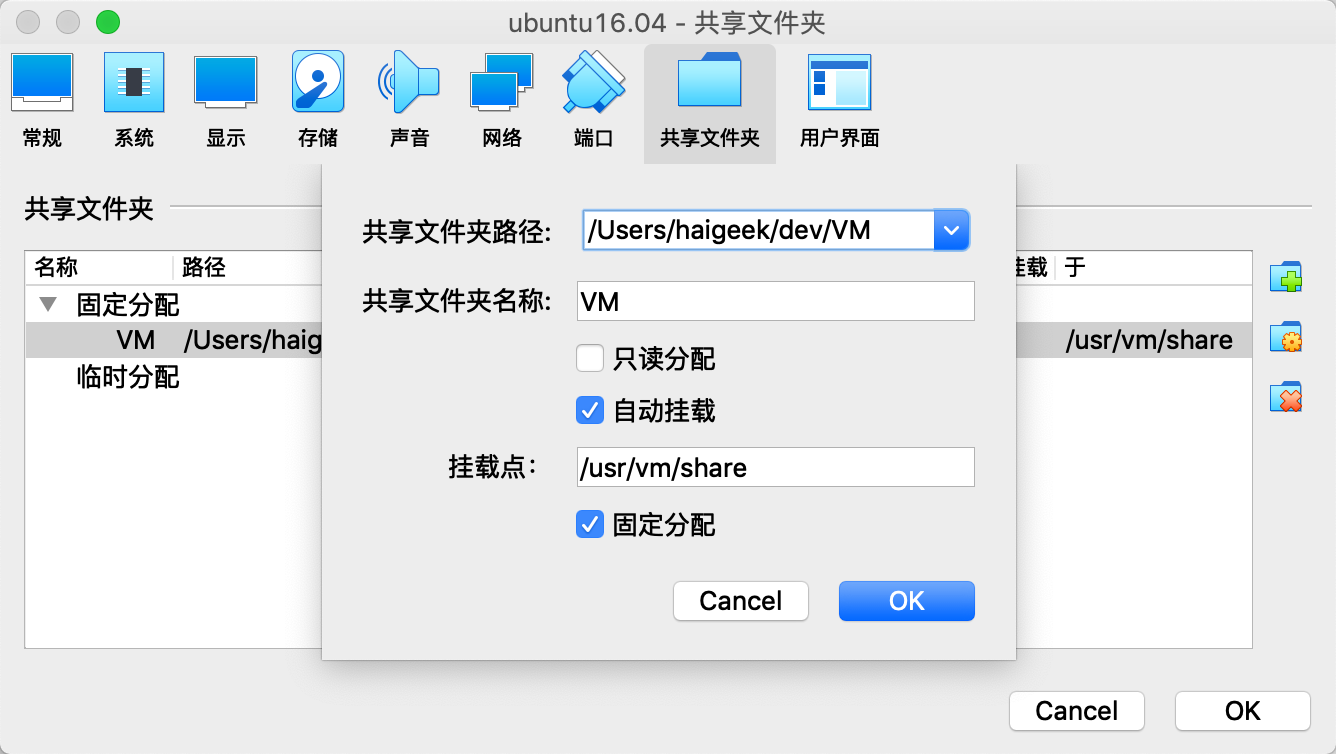 ubuntu16.04 - 共享文件夹
常规 系统 显示 存储 声音 网络 端口 共享文件夹 用户界面
共享文件夹
名称 路径 挂载 于
固定分配
VM /Users/haig /usr/vm/share
临时分配
共享文件夹路径: /Users/haigeek/dev/VM
共享文件夹名称: VM
只读分配
自动挂载
挂载点： /usr/vm/share
固定分配
Cancel OK
Cancel OK